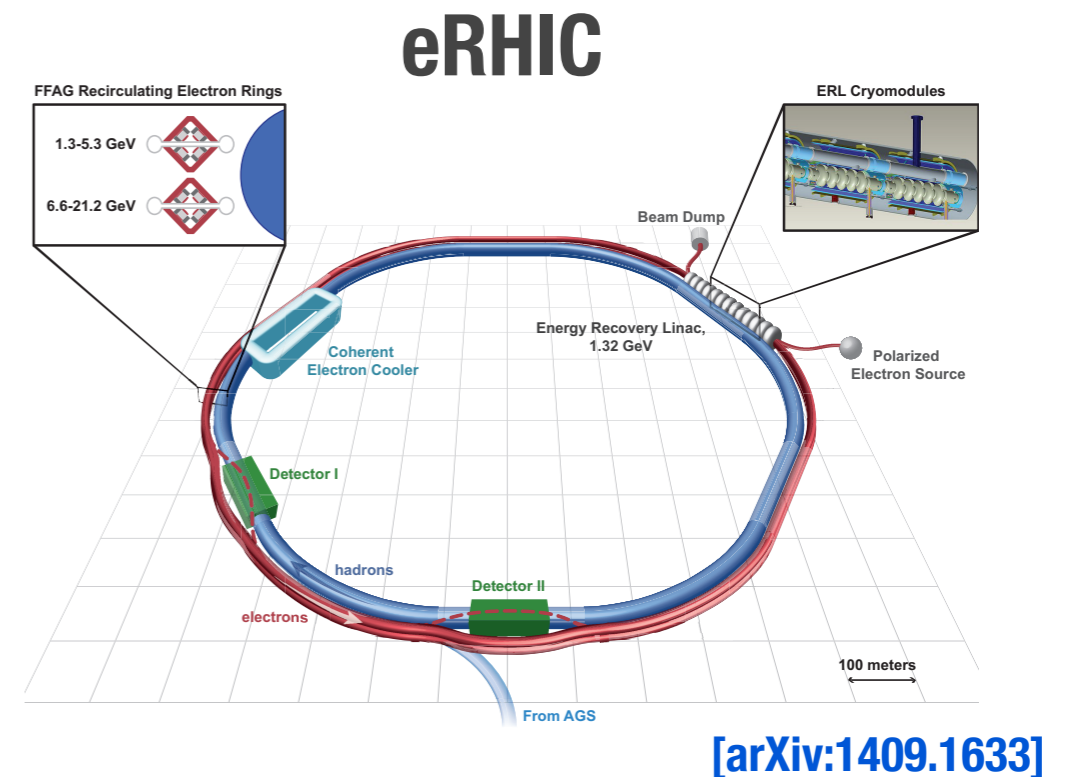 eRHIC
FFAG Recirculating Electron Rings
1.3-5.3 GeV
6.6-21.2 GeV
ERL Cryomodules
Beam Dump
Energy Recovery Linac,
1.32 GeV
Polarized
Electron Source
Coherent
Electron Cooler
Detector I
hadrons
Detector II
electrons
100 meters
From AGS
[arXiv:1409.1633]